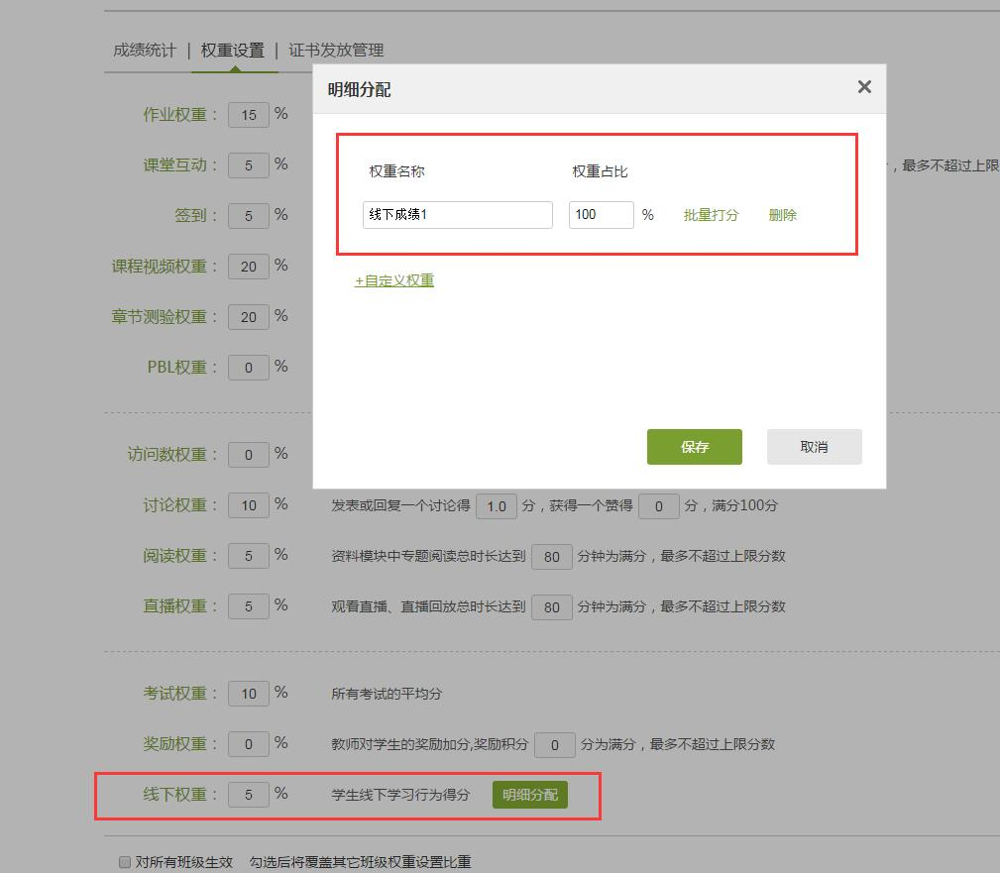 成绩统计 | 权重设置 | 证书发放管理
明细分配 ×
作业权重： 15 %
权重名称 权重占比
课堂互动： 5 %
，最多不超过上限
线下成绩1 100 % 批量打分 删除
签到： 5 %
课程视频权重： 20 %
+自定义权重
章节测验权重： 20 %
PBL权重： 0 %
保存 取消
访问数权重： 0 %
讨论权重： 10 % 发表或回复一个讨论得 1.0 分，获得一个赞得 0 分，满分100分
阅读权重： 5 % 资料模块中专题阅读总时长达到 80 分钟为满分，最多不超过上限分数
直播权重： 5 % 观看直播、直播回放总时长达到 80 分钟为满分，最多不超过上限分数
考试权重： 10 % 所有考试的平均分
奖励权重： 0 % 教师对学生的奖励加分,奖励积分 0 分为满分，最多不超过上限分数
线下权重： 5 % 学生线下学习行为得分 明细分配
对所有班级生效 勾选后将覆盖其它班级权重设置比重